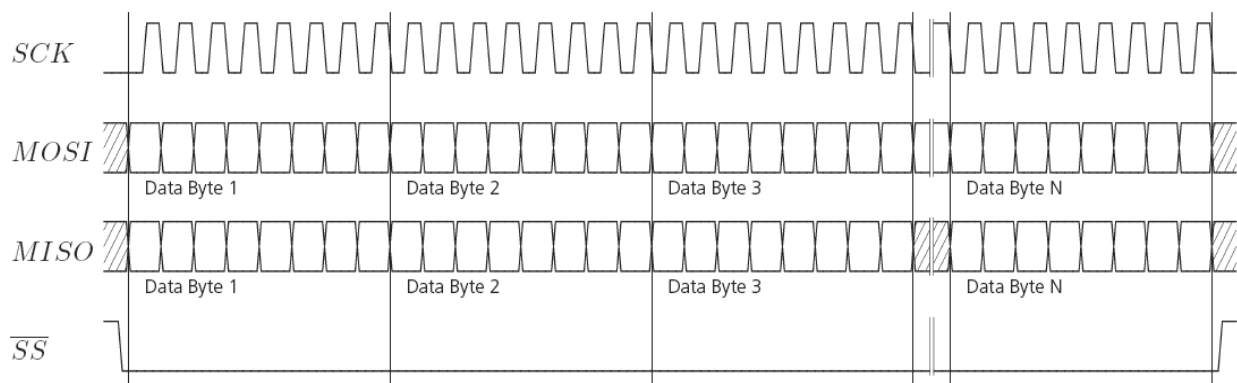 SCK
MOSI
Data Byte 1 Data Byte 2 Data Byte 3 Data Byte N
MISO
Data Byte 1 Data Byte 2 Data Byte 3 Data Byte N
SS